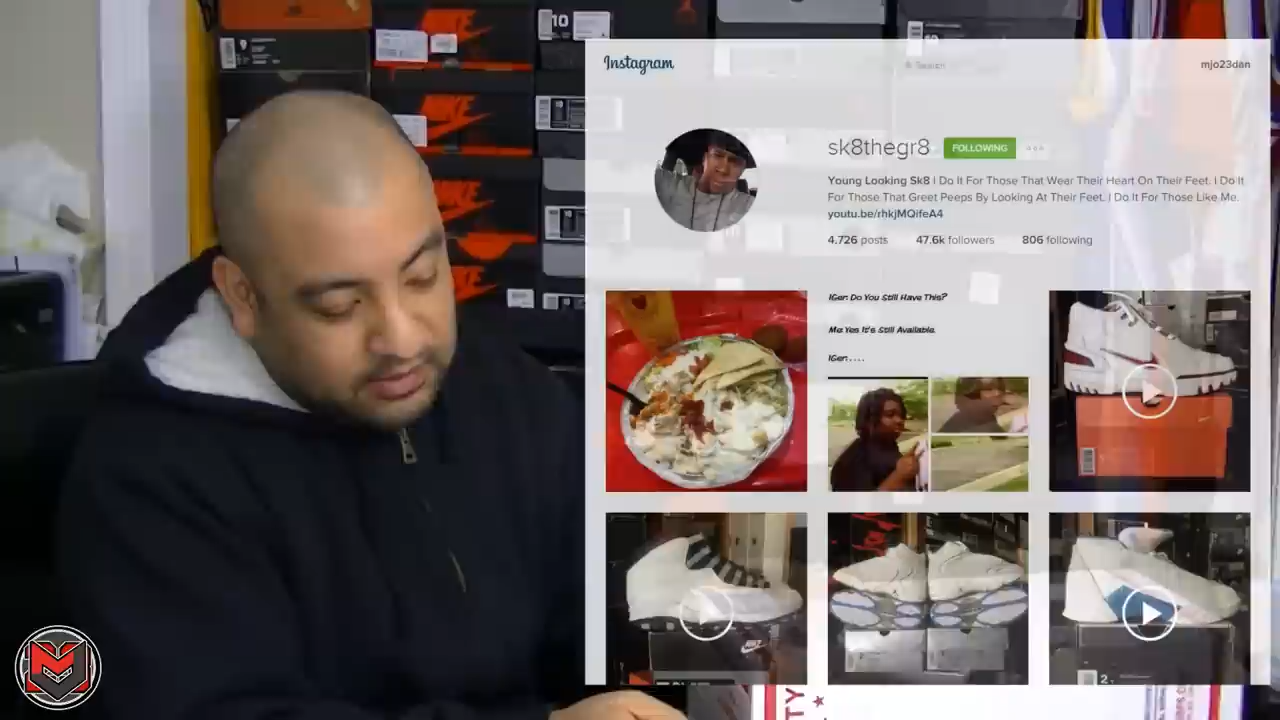 10
NIKE
NIKE
NIKE
NIKE
Instagram
Search
mjo23dan
sk8thegr8 FOLLOWING
Young Looking Sk8 I Do It For Those That Wear Their Heart On Their Feet. I Do It
For Those That Greet Peeps By Looking At Their Feet. I Do It For Those Like Me.
youtu.be/rhkjMQifeA4
4,726 posts 47.6k followers 806 following
IGer: Do You Still Have This?
Me: Yes It's Still Available.
IGer: . . . .